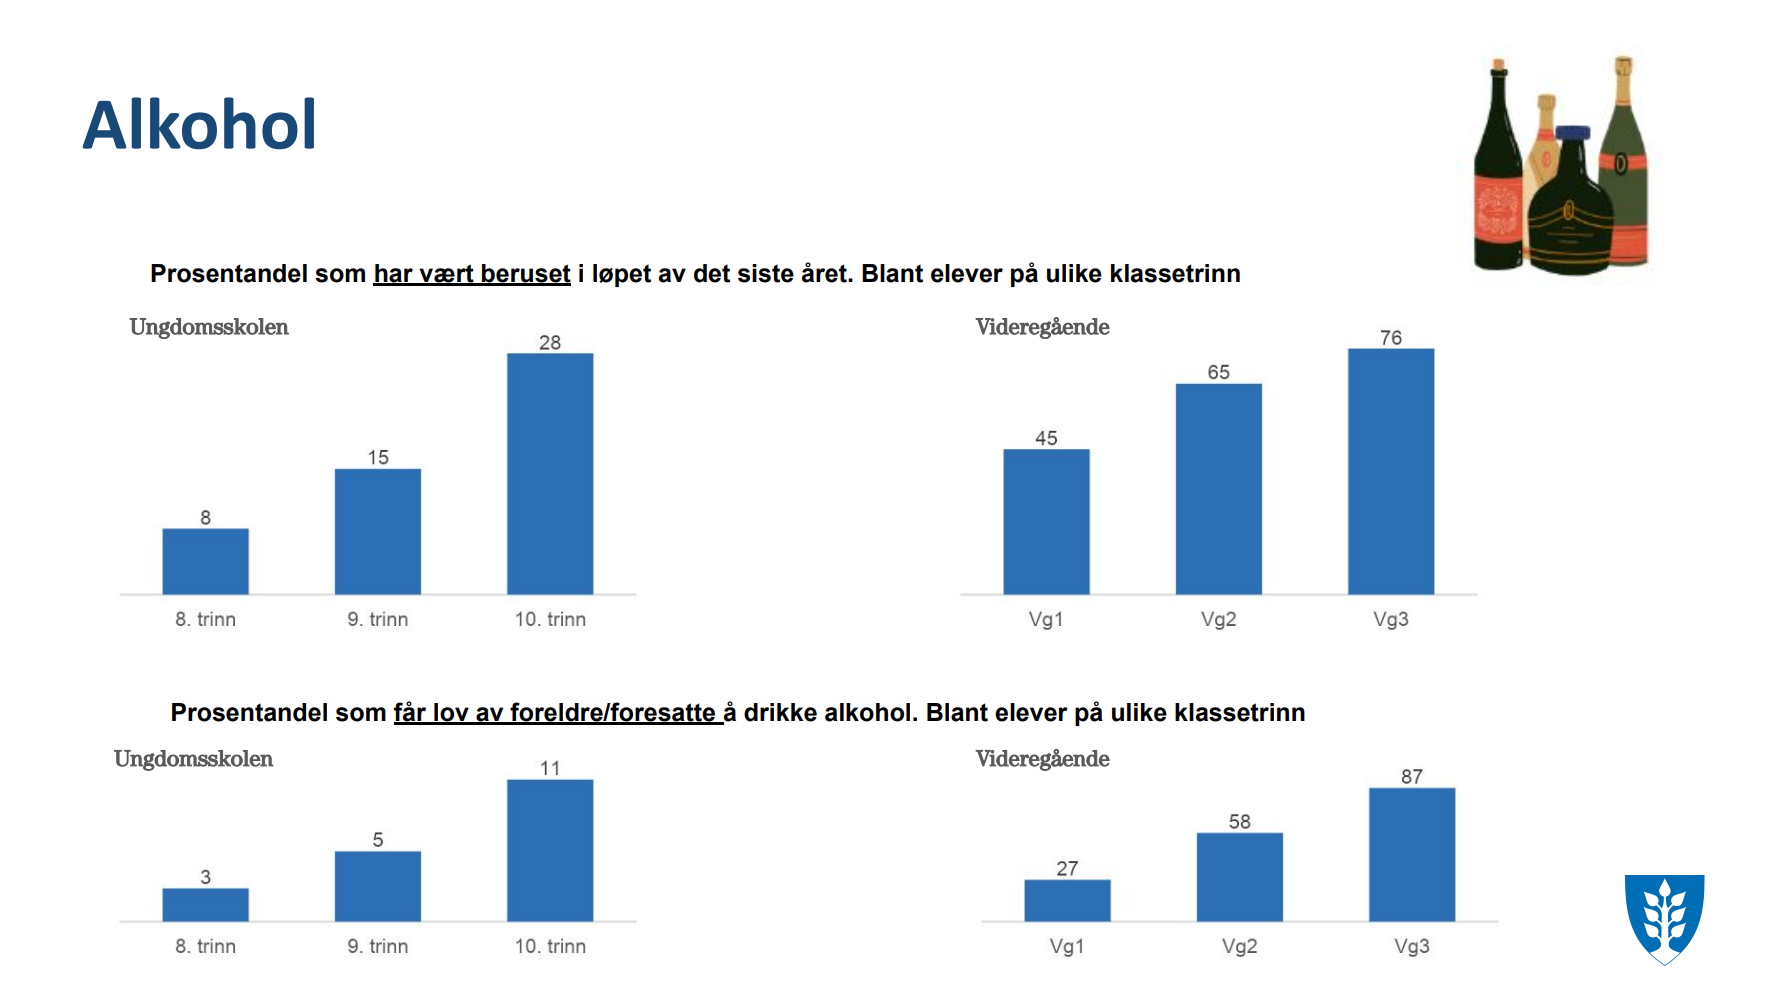 Alkohol
Prosentandel som har vært beruset i løpet av det siste året. Blant elever på ulike klassetrinn
Ungdomsskolen
28
15
8
8. trinn 9. trinn 10. trinn
Videregående
76
65
45
Vg1 Vg2 Vg3
Prosentandel som får lov av foreldre/foresatte å drikke alkohol. Blant elever på ulike klassetrinn
Ungdomsskolen
11
5
3
8. trinn 9. trinn 10. trinn
Videregående
87
58
27
Vg1 Vg2 Vg3